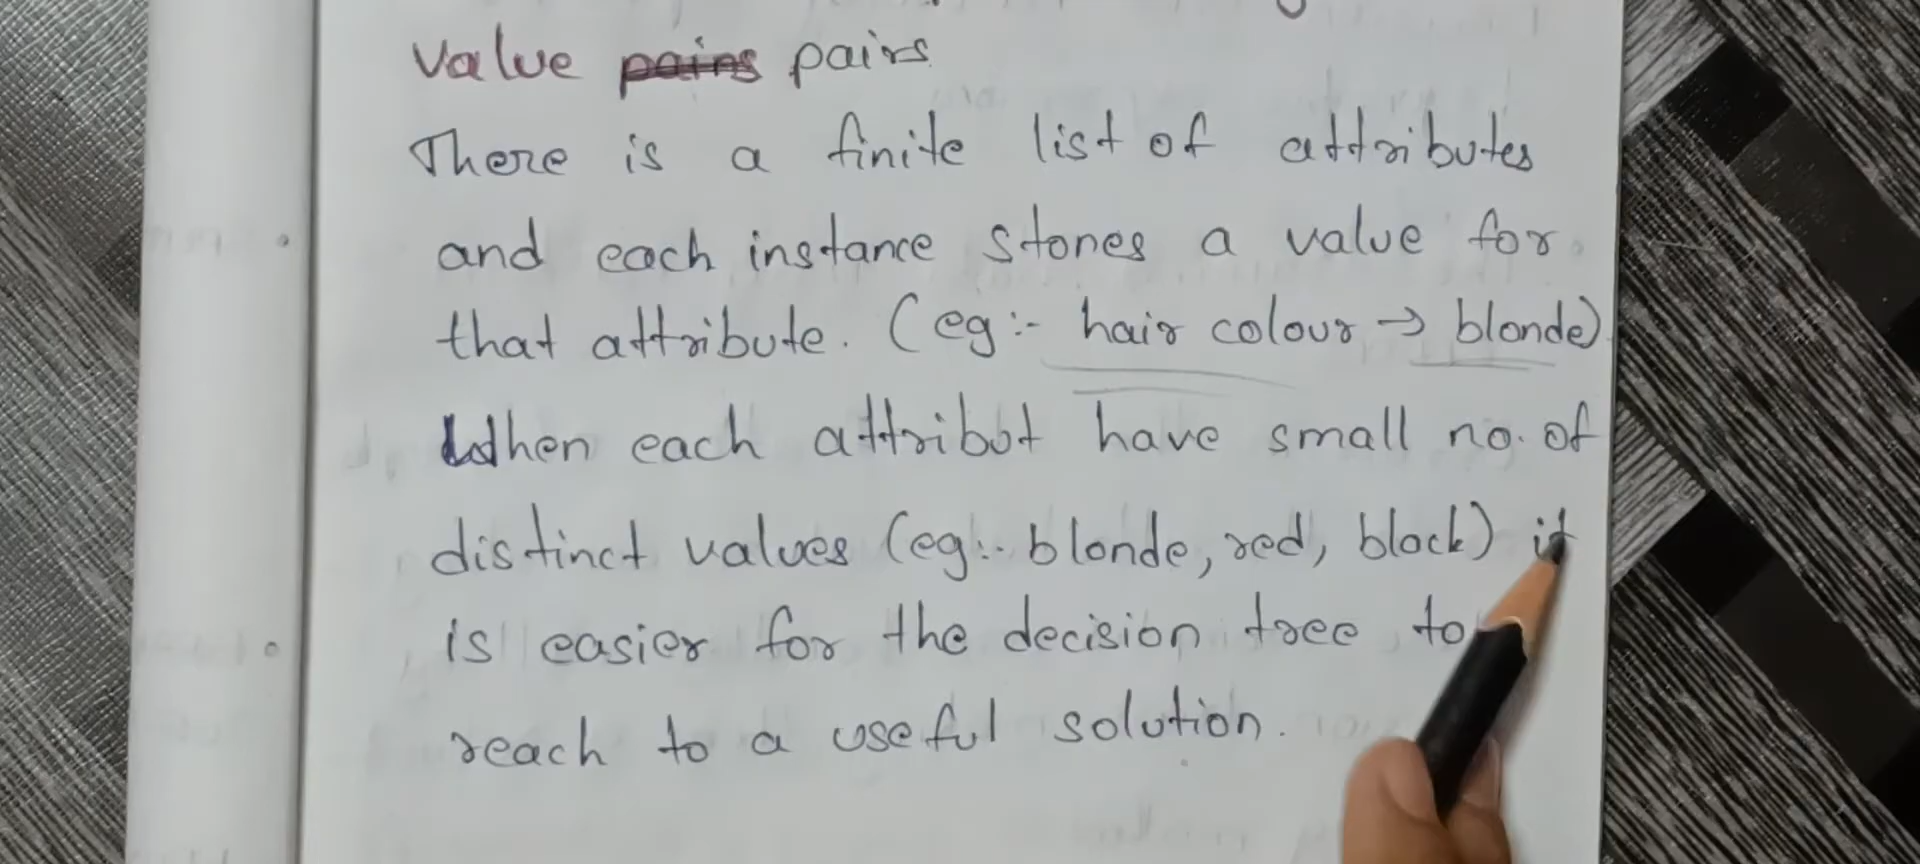 value pairs pairs
There is a finite list of attributes
and each instance stores a value for
that attribute. (eg:- hair colour → blonde)
When each attribut have small no. of
distinct values (eg:- blonde, red, black) it
is easier for the decision tree to
reach to a useful solution.